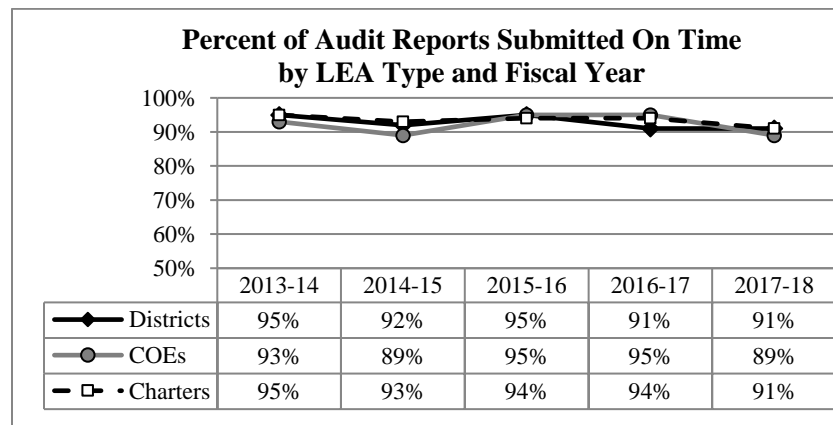 Percent of Audit Reports Submitted On Time
by LEA Type and Fiscal Year
100%
90%
80%
70%
60%
50%
2013-14 2014-15 2015-16 2016-17 2017-18
Districts 95% 92% 95% 91% 91%
COEs 93% 89% 95% 95% 89%
Charters 95% 93% 94% 94% 91%